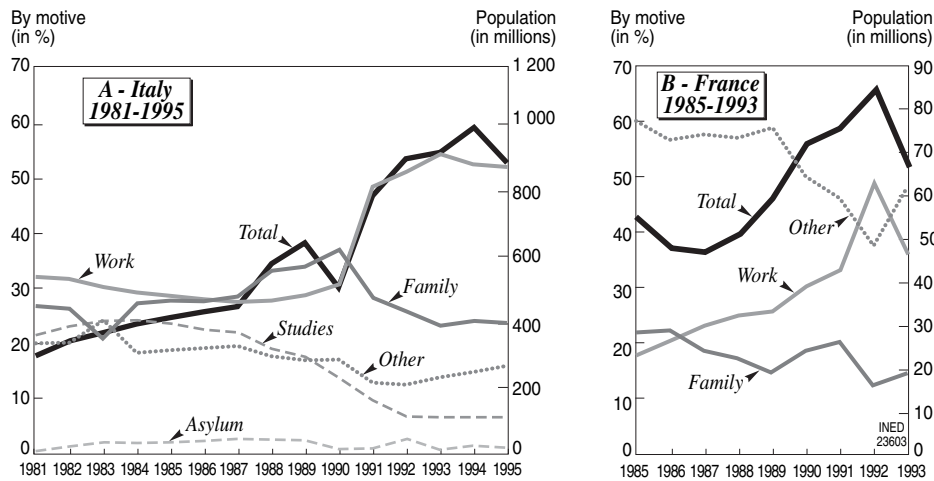 By motive
(in %)
Population
(in millions)
A - Italy
1981-1995
70
60
50
40
30
20
10
0
1 200
1 000
800
600
400
200
0
Total
Work
Family
Studies
Other
Asylum
1981 1982 1983 1984 1985 1986 1987 1988 1989 1990 1991 1992 1993 1994 1995
By motive
(in %)
Population
(in millions)
B - France
1985-1993
70
60
50
40
30
20
10
0
90
80
70
60
50
40
30
20
10
0
Total
Other
Work
Family
INED
23603
1985 1986 1987 1988 1989 1990 1991 1992 1993